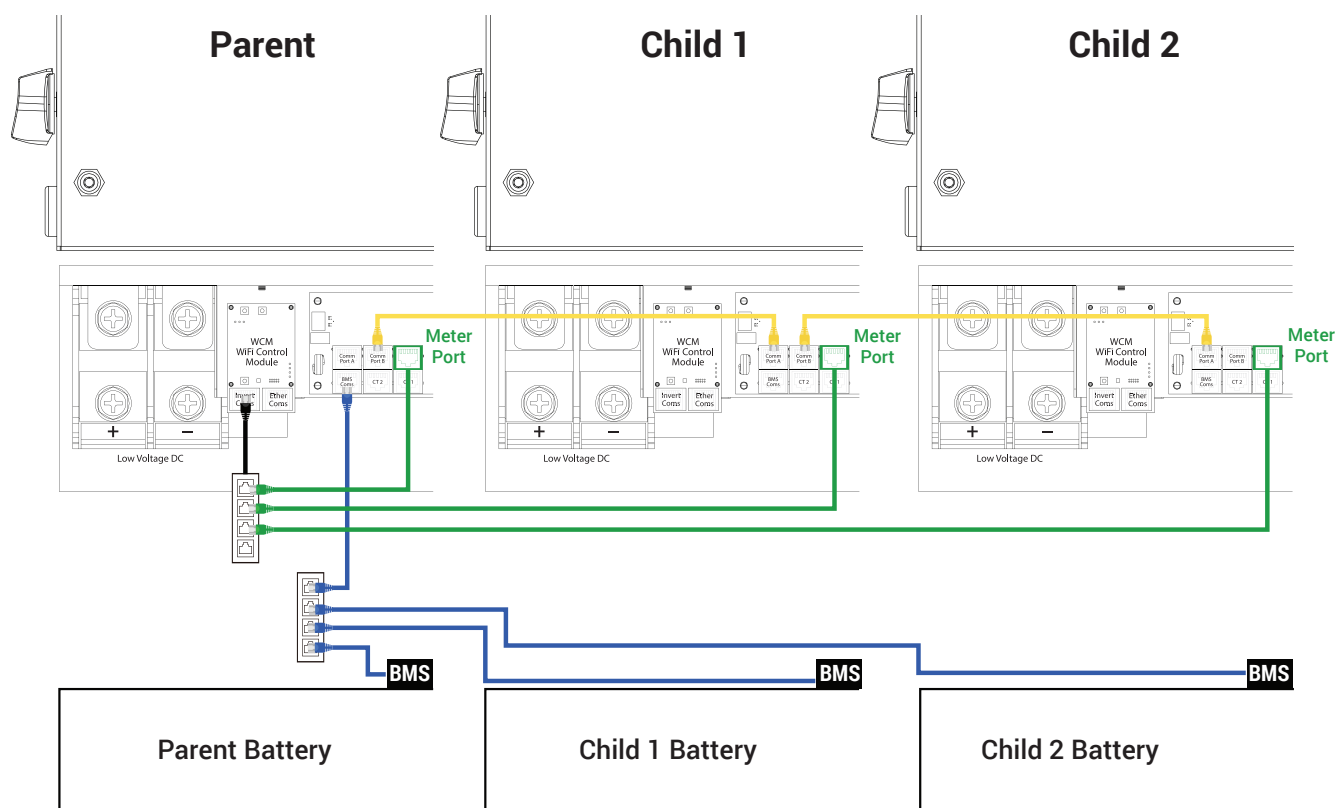 Parent
Child 1
Child 2
WCM
WiFi Control
Module
Invert
Coms
Ether
Coms
Comm
Port A
Comm
Port B
BMS
Coms
CT 2
Meter
Port
+
−
Low Voltage DC
WCM
WiFi Control
Module
Invert
Coms
Ether
Coms
Comm
Port A
Comm
Port B
BMS
Coms
CT 2
Meter
Port
+
−
Low Voltage DC
WCM
WiFi Control
Module
Invert
Coms
Ether
Coms
Comm
Port A
Comm
Port B
BMS
Coms
CT 2
Meter
Port
+
−
Low Voltage DC
BMS
BMS
BMS
Parent Battery
Child 1 Battery
Child 2 Battery